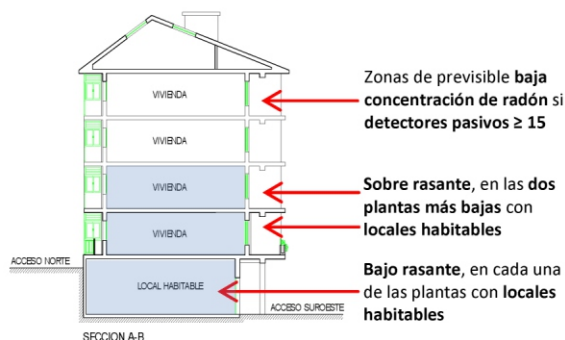 Zonas de previsible baja
concentración de radón si
detectores pasivos ≥ 15
VIVIENDA
VIVIENDA
VIVIENDA
Sobre rasante, en las dos
plantas más bajas con
locales habitables
VIVIENDA
ACCESO NORTE
Bajo rasante, en cada una
de las plantas con locales
habitables
LOCAL HABITABLE
ACCESO SUROESTE
SECCION A-B